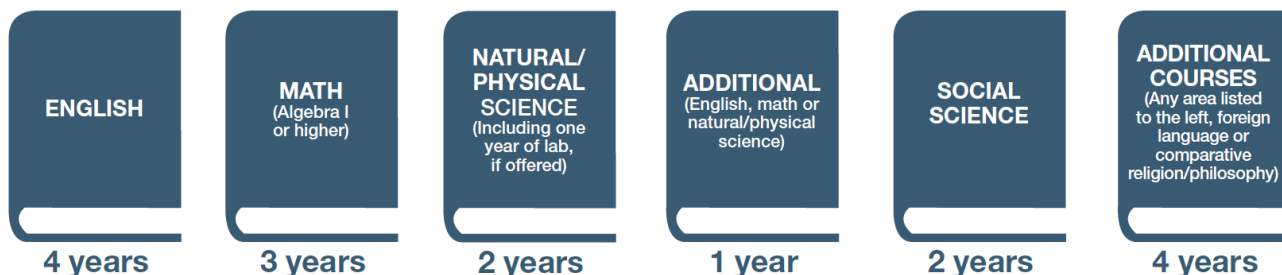 ENGLISH
4 years
MATH
(Algebra I
or higher)
3 years
NATURAL/
PHYSICAL
SCIENCE
(Including one
year of lab,
if offered)
2 years
ADDITIONAL
(English, math or
natural/physical
science)
1 year
SOCIAL
SCIENCE
2 years
ADDITIONAL
COURSES
(Any area listed
to the left, foreign
language or
comparative
religion/philosophy)
4 years